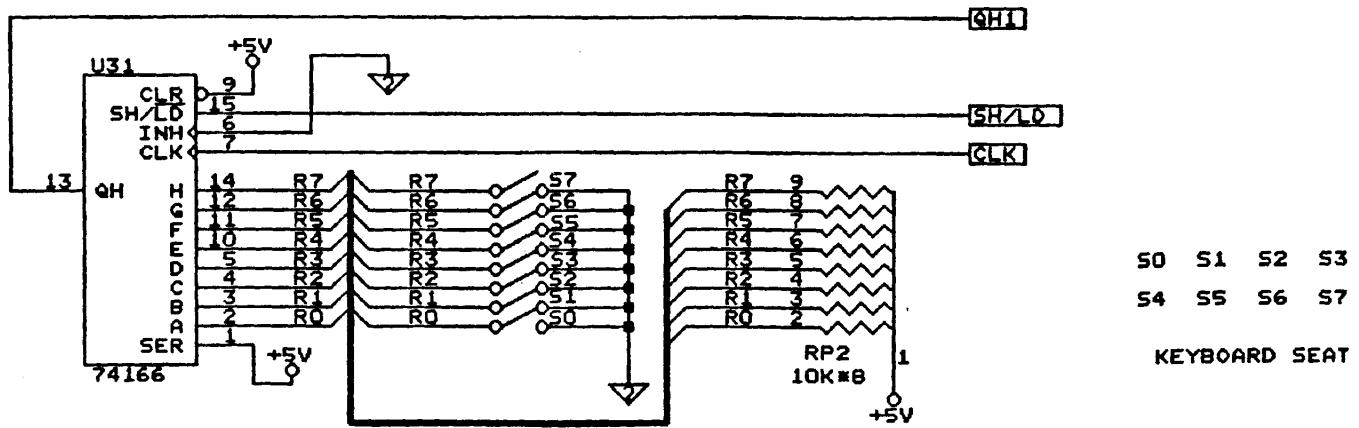 QH1
+5V
U31
CLR 9
SH/LD 15
SH/LD
INH 6
CLK 7
CLK
2
13 QH
H 14 R7 R7 S7 R7 9
G 12 R6 R6 S6 R6 8
F 11 R5 R5 S5 R5 7
E 10 R4 R4 S4 R4 6
D 5 R3 R3 S3 R3 5
C 4 R2 R2 S2 R2 4
B 3 R1 R1 S1 R1 3
A 2 R0 R0 S0 R0 2
SER 1
+5V
74166
2
RP2
10K*8
1
+5V
S0 S1 S2 S3
S4 S5 S6 S7
KEYBOARD SEAT